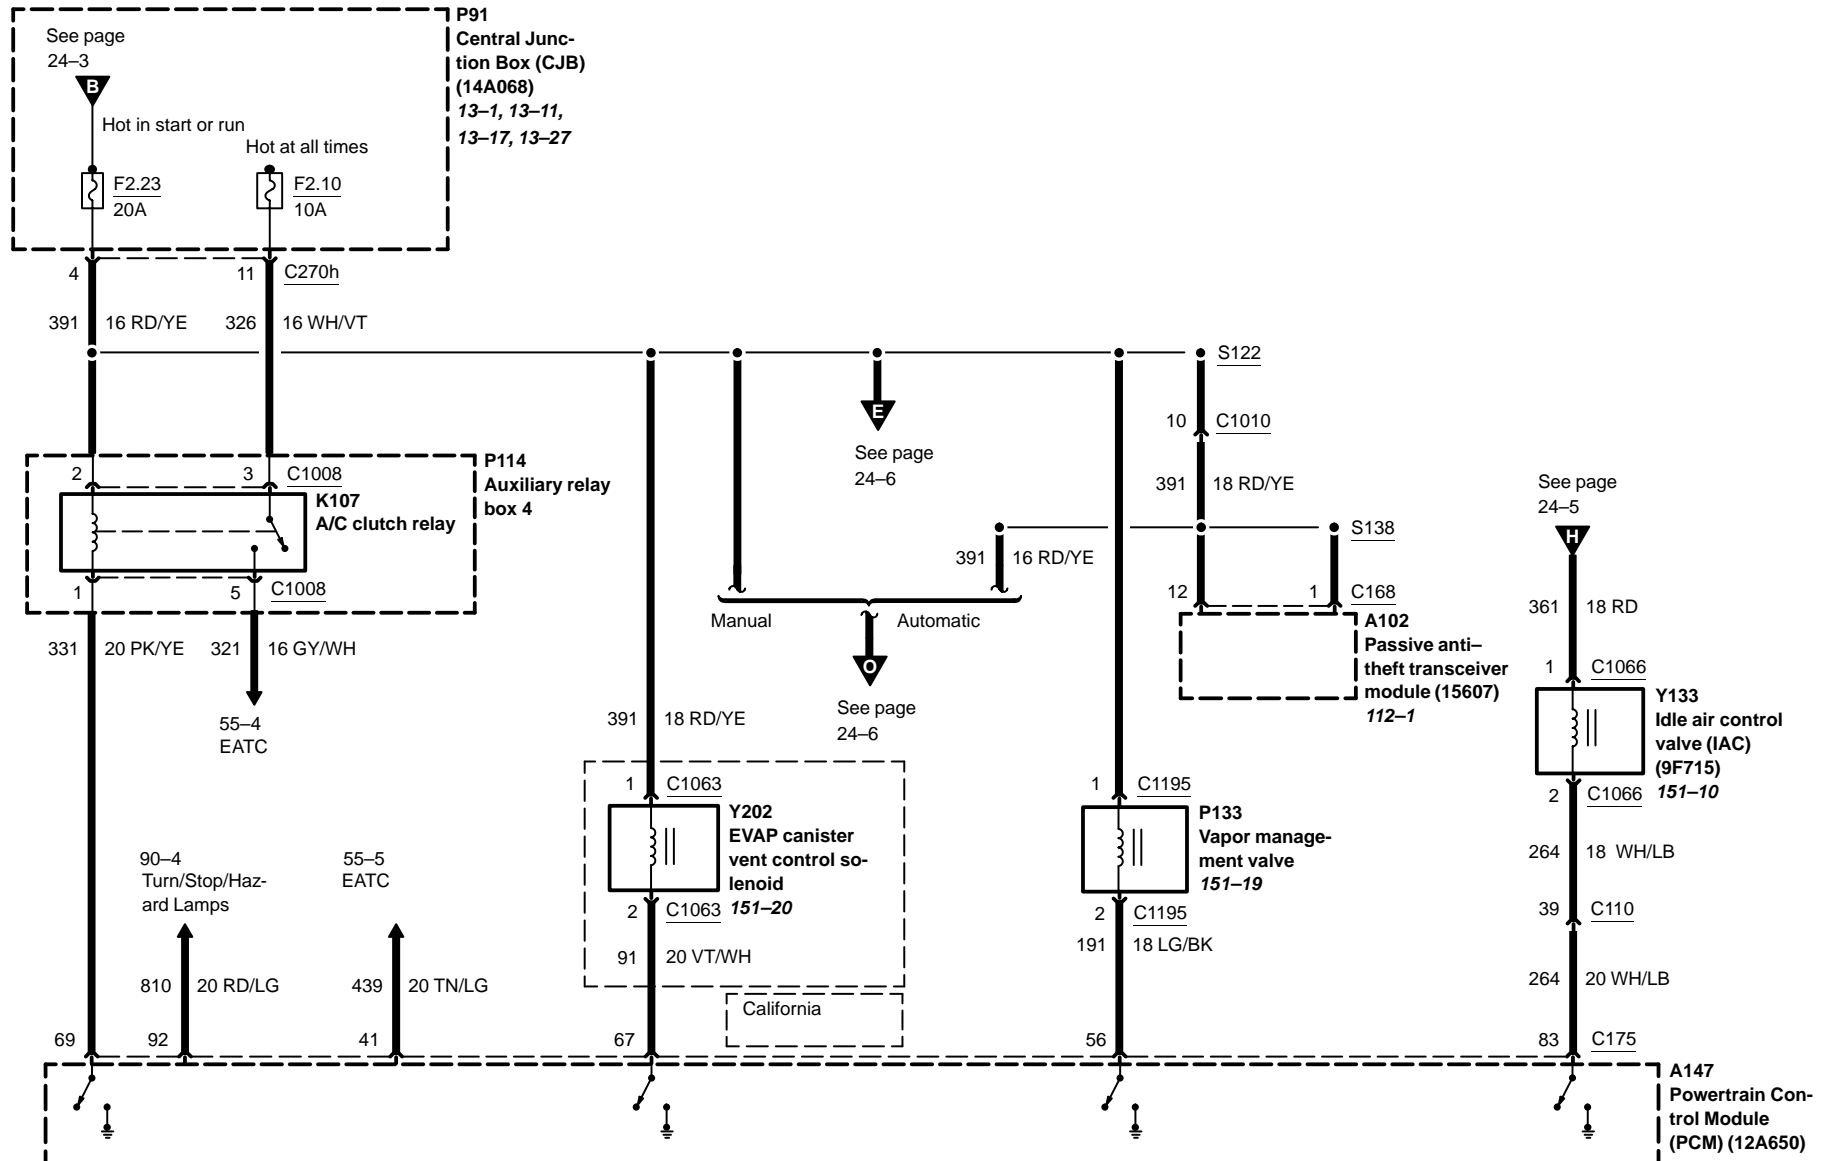 P91
Central Junc-
tion Box (CJB)
(14A068)
13–1, 13–11,
13–17, 13–27
See page
24–3
B
Hot in start or run
Hot at all times
F2.23
20A
F2.10
10A
4
11
C270h
391
16 RD/YE
326
16 WH/VT
S122
E
See page
24–6
10
C1010
391
18 RD/YE
S138
391
16 RD/YE
12
1
C168
A102
Passive anti–
theft transceiver
module (15607)
112–1
P114
Auxiliary relay
box 4
2
3
C1008
K107
A/C clutch relay
1
5
C1008
331
20 PK/YE
321
16 GY/WH
55–4
EATC
Manual
Automatic
O
See page
24–6
See page
24–5
H
361
18 RD
1
C1066
Y133
Idle air control
valve (IAC)
(9F715)
151–10
2
C1066
264
18 WH/LB
39
C110
264
20 WH/LB
391
18 RD/YE
1
C1063
Y202
EVAP canister
vent control so-
lenoid
151–20
2
C1063
91
20 VT/WH
California
1
C1195
P133
Vapor manage-
ment valve
151–19
2
C1195
191
18 LG/BK
90–4
Turn/Stop/Haz-
ard Lamps
55–5
EATC
810
20 RD/LG
439
20 TN/LG
69
92
41
67
56
83
C175
A147
Powertrain Con-
trol Module
(PCM) (12A650)